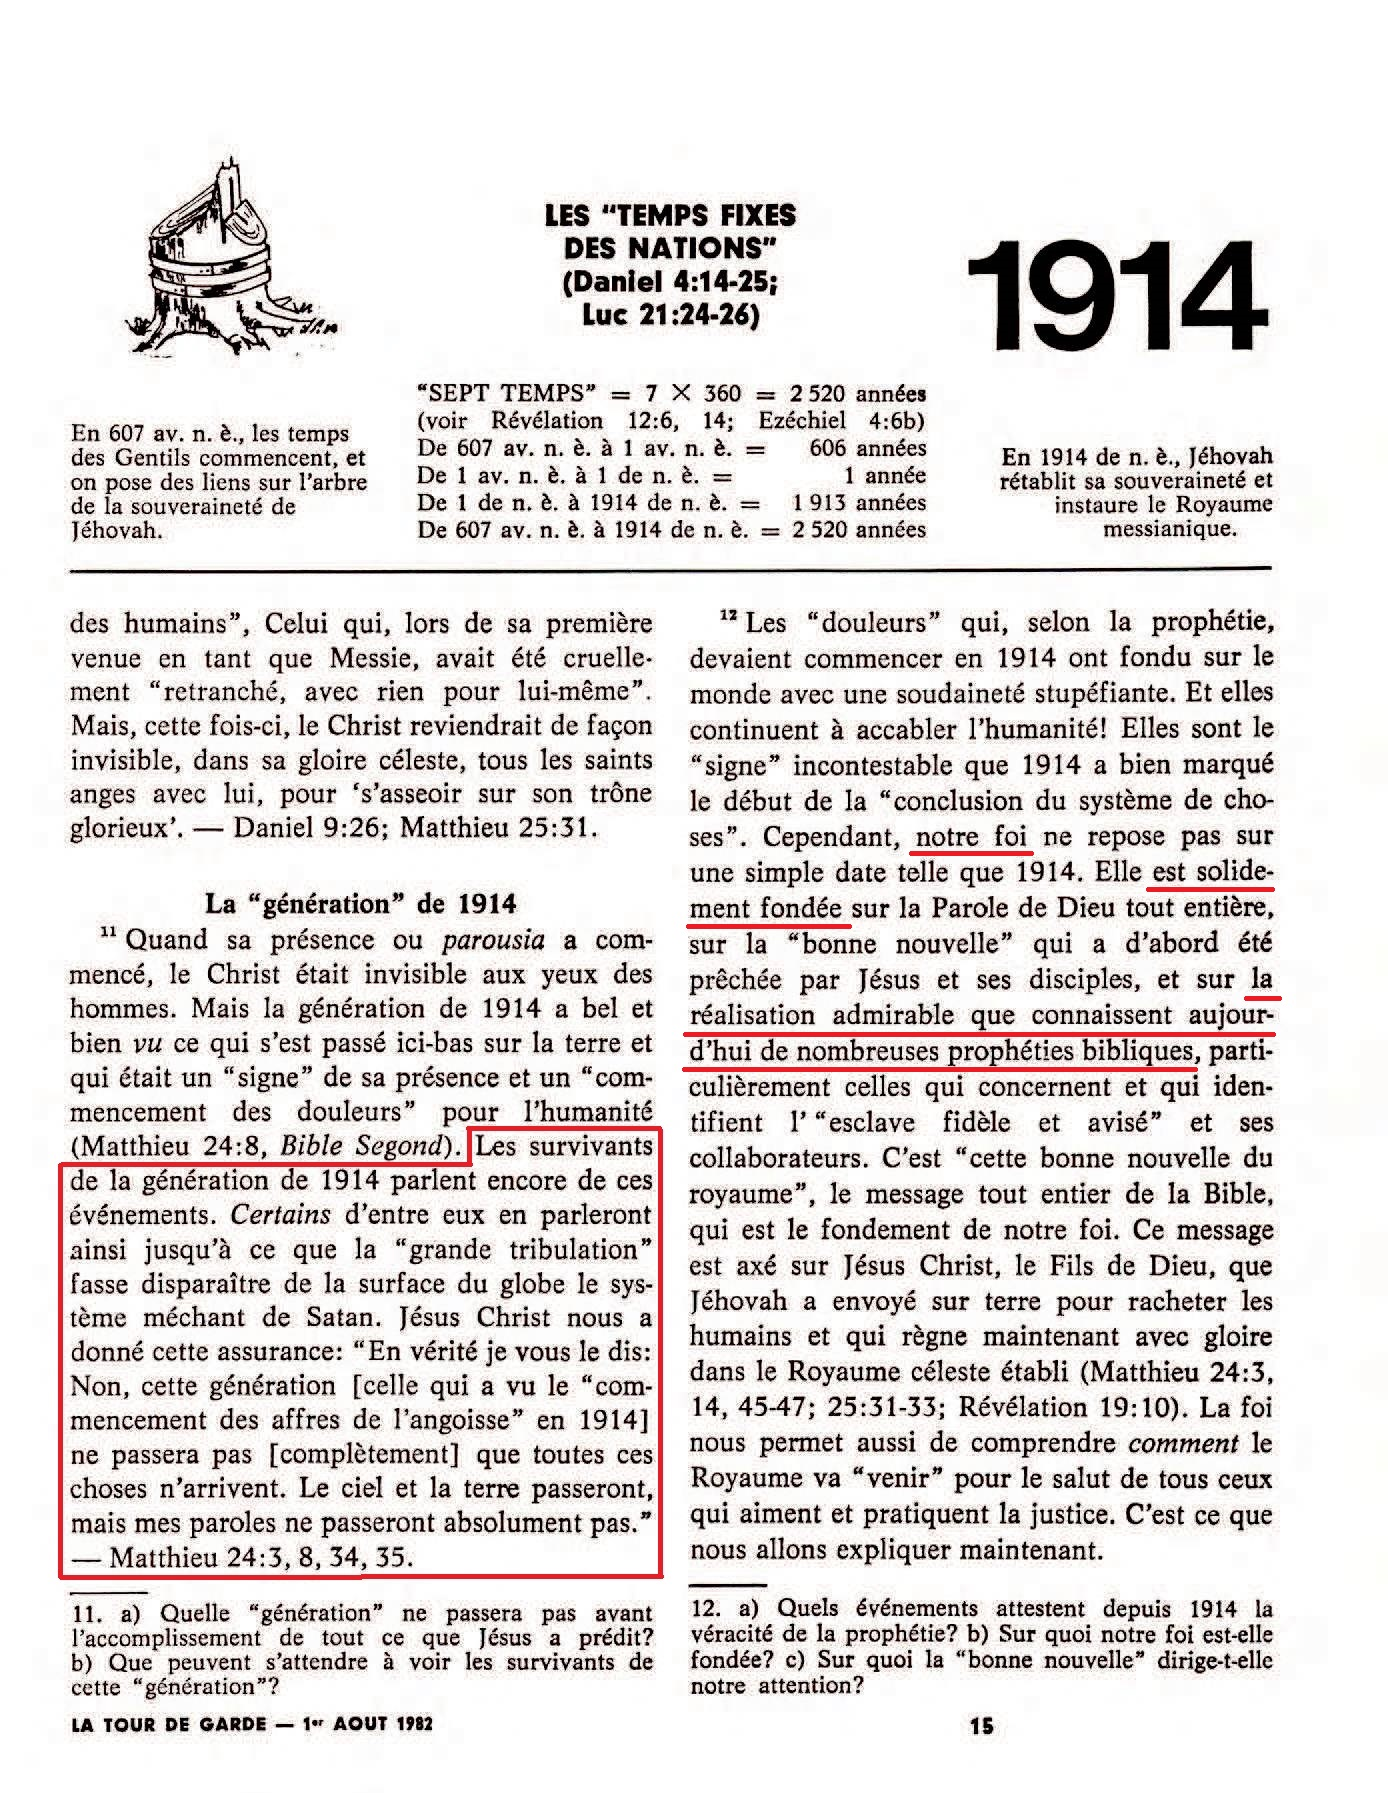 LES “TEMPS FIXES
DES NATIONS”
(Daniel 4:14-25;
Luc 21:24-26)
1914
En 607 av. n. è., les temps
des Gentils commencent, et
on pose des liens sur l’arbre
de la souveraineté de
Jéhovah.
“SEPT TEMPS” = 7 X 360 = 2 520 années
(voir Révélation 12:6, 14; Ezéchiel 4:6b)
De 607 av. n. è. à 1 av. n. è. = 606 années
De 1 av. n. è. à 1 de n. è. = 1 année
De 1 de n. è. à 1914 de n. è. = 1 913 années
De 607 av. n. è. à 1914 de n. è. = 2 520 années
En 1914 de n. è., Jéhovah
rétablit sa souveraineté et
instaure le Royaume
messianique.
des humains”, Celui qui, lors de sa première
venue en tant que Messie, avait été cruelle-
ment “retranché, avec rien pour lui-même”.
Mais, cette fois-ci, le Christ reviendrait de façon
invisible, dans sa gloire céleste, tous les saints
anges avec lui, pour ‘s’asseoir sur son trône
glorieux’. — Daniel 9:26; Matthieu 25:31.
La “génération” de 1914
11 Quand sa présence ou parousia a com-
mencé, le Christ était invisible aux yeux des
hommes. Mais la génération de 1914 a bel et
bien vu ce qui s’est passé ici-bas sur la terre et
qui était un “signe” de sa présence et un “com-
mencement des douleurs” pour l’humanité
(Matthieu 24:8, Bible Segond). Les survivants
de la génération de 1914 parlent encore de ces
événements. Certains d’entre eux en parleront
ainsi jusqu’à ce que la “grande tribulation”
fasse disparaître de la surface du globe le sys-
tème méchant de Satan. Jésus Christ nous a
donné cette assurance: “En vérité je vous le dis:
Non, cette génération [celle qui a vu le “com-
mencement des affres de l’angoisse” en 1914]
ne passera pas [complètement] que toutes ces
choses n’arrivent. Le ciel et la terre passeront,
mais mes paroles ne passeront absolument pas.”
— Matthieu 24:3, 8, 34, 35.
11. a) Quelle “génération” ne passera pas avant
l’accomplissement de tout ce que Jésus a prédit?
b) Que peuvent s’attendre à voir les survivants de
cette “génération”?
12 Les “douleurs” qui, selon la prophétie,
devaient commencer en 1914 ont fondu sur le
monde avec une soudaineté stupéfiante. Et elles
continuent à accabler l’humanité! Elles sont le
“signe” incontestable que 1914 a bien marqué
le début de la “conclusion du système de cho-
ses”. Cependant, notre foi ne repose pas sur
une simple date telle que 1914. Elle est solide-
ment fondée sur la Parole de Dieu tout entière,
sur la “bonne nouvelle” qui a d’abord été
prêchée par Jésus et ses disciples, et sur la
réalisation admirable que connaissent aujour-
d’hui de nombreuses prophéties bibliques, parti-
culièrement celles qui concernent et qui iden-
tifient l’ “esclave fidèle et avisé” et ses
collaborateurs. C’est “cette bonne nouvelle du
royaume”, le message tout entier de la Bible,
qui est le fondement de notre foi. Ce message
est axé sur Jésus Christ, le Fils de Dieu, que
Jéhovah a envoyé sur terre pour racheter les
humains et qui règne maintenant avec gloire
dans le Royaume céleste établi (Matthieu 24:3,
14, 45-47; 25:31-33; Révélation 19:10). La foi
nous permet aussi de comprendre comment le
Royaume va “venir” pour le salut de tous ceux
qui aiment et pratiquent la justice. C’est ce que
nous allons expliquer maintenant.
12. a) Quels événements attestent depuis 1914 la
véracité de la prophétie? b) Sur quoi notre foi est-elle
fondée? c) Sur quoi la “bonne nouvelle” dirige-t-elle
notre attention?
LA TOUR DE GARDE — 1er AOUT 1982
15